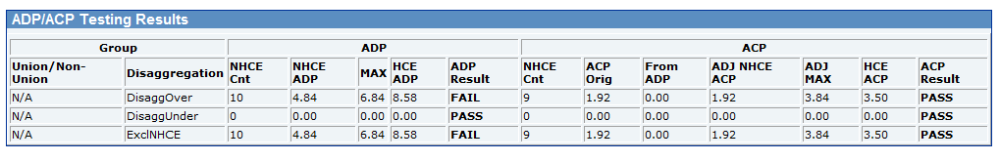 ADP/ACP Testing Results
Group ADP ACP
Union/Non-Union Disaggregation NHCE Cnt NHCE ADP MAX HCE ADP ADP Result NHCE Cnt ACP Orig From ADP ADJ NHCE ACP ADJ MAX HCE ACP ACP Result
N/A DisaggOver 10 4.84 6.84 8.58 FAIL 9 1.92 0.00 1.92 3.84 3.50 PASS
N/A DisaggUnder 0 0.00 0.00 0.00 PASS 0 0.00 0.00 0.00 0.00 0.00 PASS
N/A ExclNHCE 10 4.84 6.84 8.58 FAIL 9 1.92 0.00 1.92 3.84 3.50 PASS